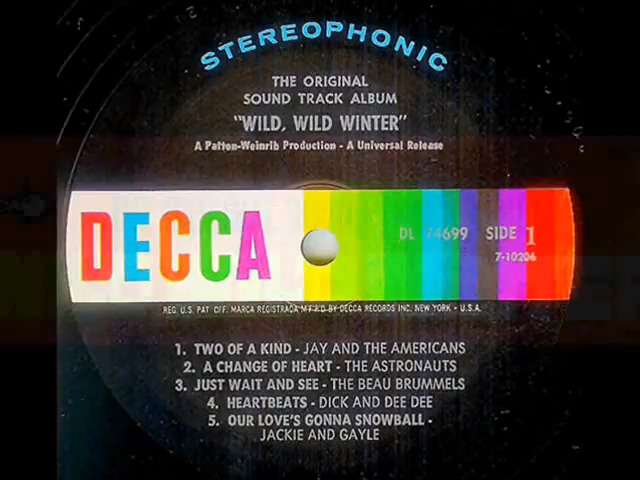 STEREOPHONIC
THE ORIGINAL
SOUND TRACK ALBUM
"WILD, WILD WINTER"
A Patton-Weinrib Production - A Universal Release
DECCA
DL 74699 SIDE 1
7-10206
REG. U.S. PAT. OFF. MARCA REGISTRADA M'F'R'D BY DECCA RECORDS INC. NEW YORK - U.S.A.
1. TWO OF A KIND - JAY AND THE AMERICANS
2. A CHANGE OF HEART - THE ASTRONAUTS
3. JUST WAIT AND SEE - THE BEAU BRUMMELS
4. HEARTBEATS - DICK AND DEE DEE
5. OUR LOVE'S GONNA SNOWBALL -
JACKIE AND GAYLE